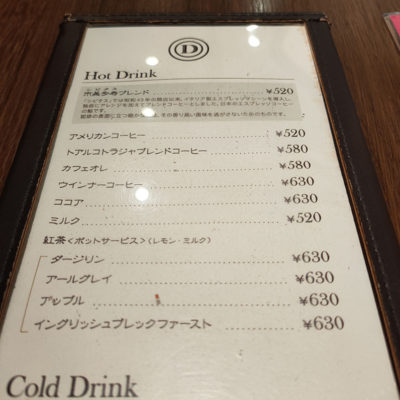 D
Hot Drink
ブレンド ¥520
アメリカンコーヒー ¥520
トアルコトラジャブレンドコーヒー ¥580
カフェオレ ¥580
ウインナーコーヒー ¥630
ココア ¥630
ミルク ¥520
紅茶<ポットサービス>(レモン・ミルク)
ダージリン ¥630
アールグレイ ¥630
アップル ¥630
イングリッシュブレックファースト ¥630
Cold Drink